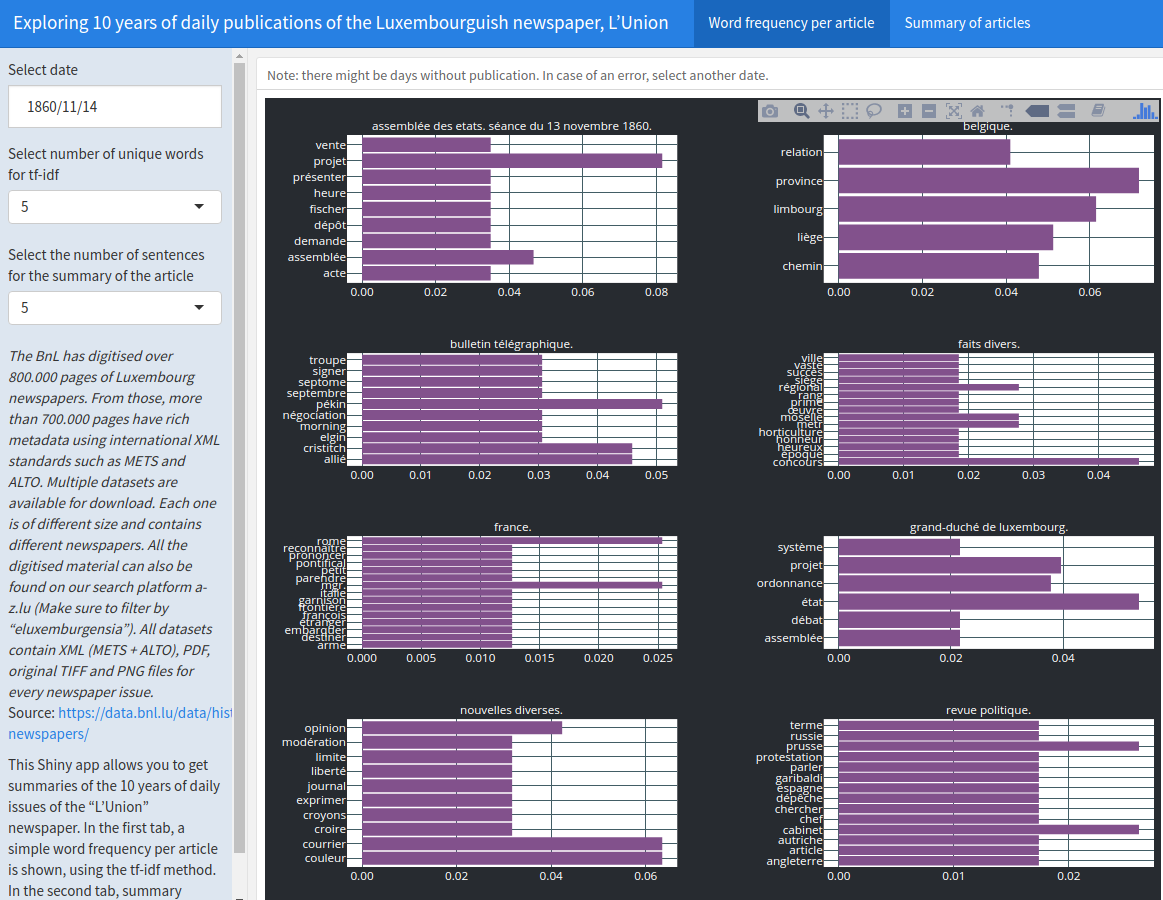 Exploring 10 years of daily publications of the Luxembourguish newspaper, L’Union
Word frequency per article
Summary of articles
Select date
1860/11/14
Select number of unique words
for tf-idf
5
Select the number of sentences
for the summary of the article
5
The BnL has digitised over
800.000 pages of Luxembourg
newspapers. From those, more
than 700.000 pages have rich
metadata using international XML
standards such as METS and
ALTO. Multiple datasets are
available for download. Each one
is of different size and contains
different newspapers. All the
digitised material can also be
found on our search platform a-
z.lu (Make sure to filter by
“eluxemburgensia”). All datasets
contain XML (METS + ALTO), PDF,
original TIFF and PNG files for
every newspaper issue.
Source: https://data.bnl.lu/data/hist
newspapers/
This Shiny app allows you to get
summaries of the 10 years of daily
issues of the “L’Union”
newspaper. In the first tab, a
simple word frequency per article
is shown, using the tf-idf method.
In the second tab, summary
Note: there might be days without publication. In case of an error, select another date.
assemblée des etats. séance du 13 novembre 1860.
vente
projet
présenter
heure
fischer
dépôt
demande
assemblée
acte
0.00 0.02 0.04 0.06 0.08
belgique.
relation
province
limbourg
liège
chemin
0.00 0.02 0.04 0.06
bulletin télégraphique.
troupe
signer
septome
septembre
pékin
négociation
morning
elgin
cristitch
allié
0.00 0.01 0.02 0.03 0.04 0.05
faits divers.
ville
vaste
succès
siège
régional
rang
prime
œuvre
moselle
metr
horticulture
honneur
heureux
époque
concours
0.00 0.01 0.02 0.03 0.04
france.
rome
reconnaître
prononcer
pontifical
petit
parendre
mgr.
italie
garnison
frontière
françois
étranger
embarquer
destiner
arme
0.000 0.005 0.010 0.015 0.020 0.025
grand-duché de luxembourg.
système
projet
ordonnance
état
débat
assemblée
0.00 0.02 0.04
nouvelles diverses.
opinion
modération
limite
liberté
journal
exprimer
croyons
croire
courrier
couleur
0.00 0.02 0.04 0.06
revue politique.
terme
russie
prusse
protestation
parler
garibaldi
espagne
dépêche
chercher
chef
cabinet
autriche
article
angleterre
0.00 0.01 0.02